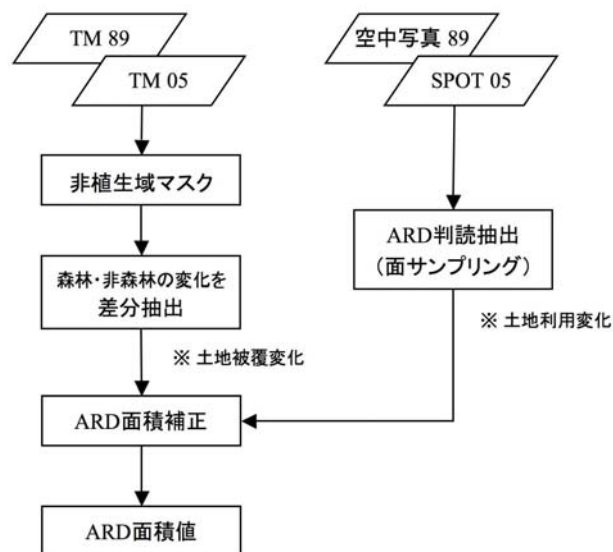 TM 89
TM 05
非植生域マスク
森林・非森林の変化を
差分抽出
※ 土地被覆変化
空中写真 89
SPOT 05
ARD判読抽出
（面サンプリング）
※ 土地利用変化
ARD面積補正
ARD面積値